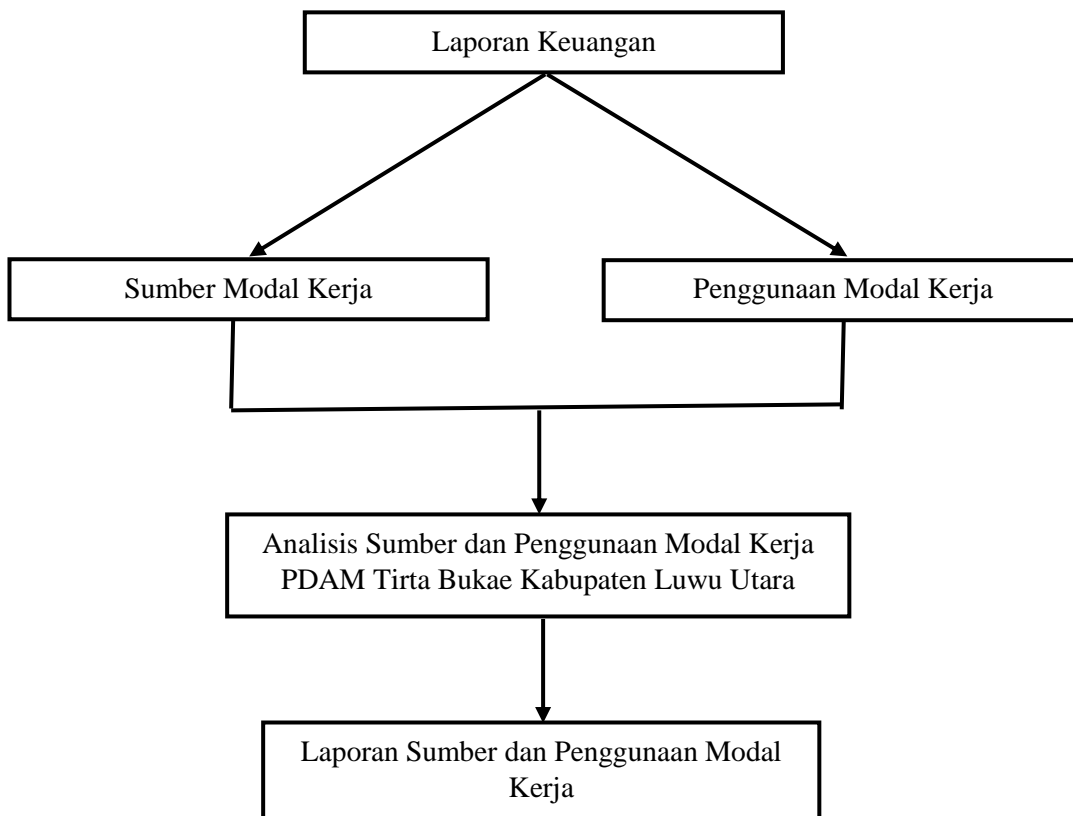 Laporan Keuangan
Sumber Modal Kerja
Penggunaan Modal Kerja
Analisis Sumber dan Penggunaan Modal Kerja
PDAM Tirta Bukae Kabupaten Luwu Utara
Laporan Sumber dan Penggunaan Modal
Kerja